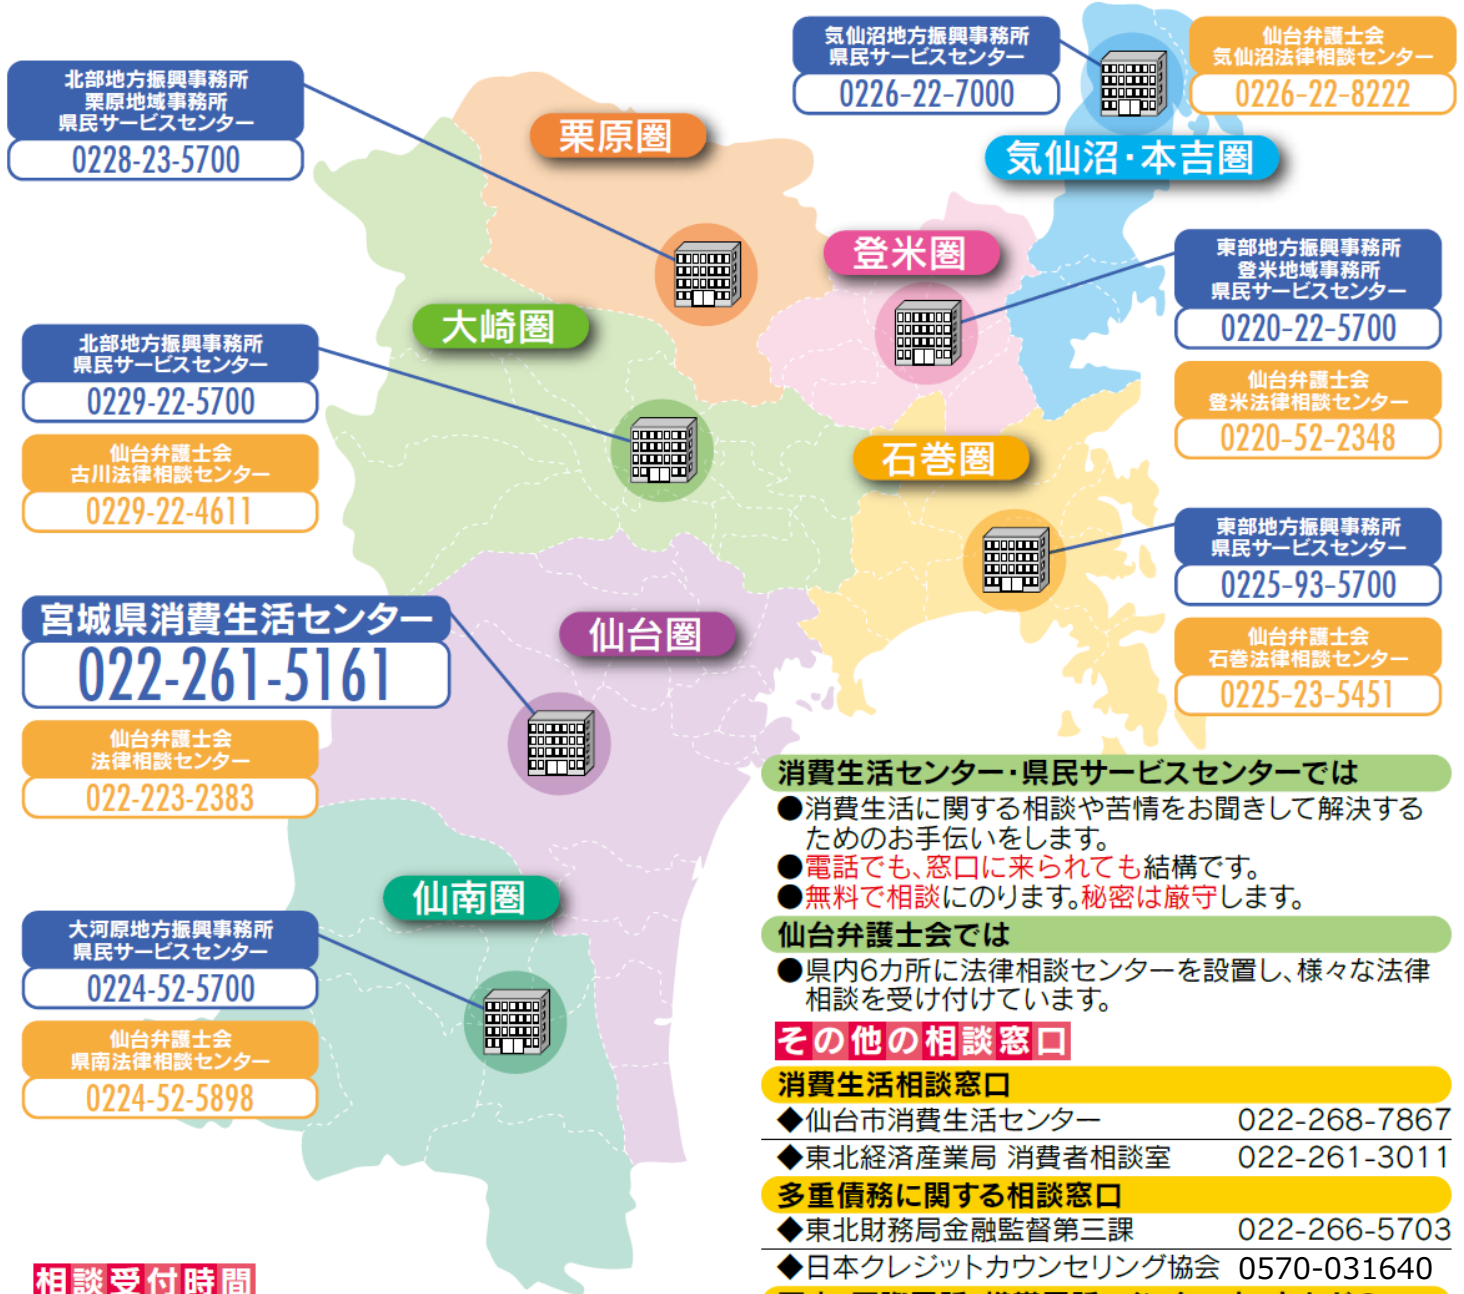 気仙沼地方振興事務所
県民サービスセンター
0226-22-7000
仙台弁護士会
気仙沼法律相談センター
0226-22-8222
気仙沼・本吉圏
北部地方振興事務所
栗原地域事務所
県民サービスセンター
0228-23-5700
栗原圏
登米圏
東部地方振興事務所
登米地域事務所
県民サービスセンター
0220-22-5700
仙台弁護士会
登米法律相談センター
0220-52-2348
大崎圏
北部地方振興事務所
県民サービスセンター
0229-22-5700
仙台弁護士会
古川法律相談センター
0229-22-4611
石巻圏
東部地方振興事務所
県民サービスセンター
0225-93-5700
仙台弁護士会
石巻法律相談センター
0225-23-5451
宮城県消費生活センター
022-261-5161
仙台弁護士会
法律相談センター
022-223-2383
仙台圏
仙南圏
大河原地方振興事務所
県民サービスセンター
0224-52-5700
仙台弁護士会
県南法律相談センター
0224-52-5898
消費生活センター・県民サービスセンターでは
●消費生活に関する相談や苦情をお聞きして解決する
ためのお手伝いをします。
●電話でも、窓口に来られても結構です。
●無料で相談にのります。秘密は厳守します。
仙台弁護士会では
●県内6カ所に法律相談センターを設置し、様々な法律
相談を受け付けています。
その他の相談窓口
消費生活相談窓口
◆仙台市消費生活センター 022-268-7867
◆東北経済産業局 消費者相談室 022-261-3011
多重債務に関する相談窓口
◆東北財務局金融監督第三課 022-266-5703
◆日本クレジットカウンセリング協会 0570-031640
相談受付時間